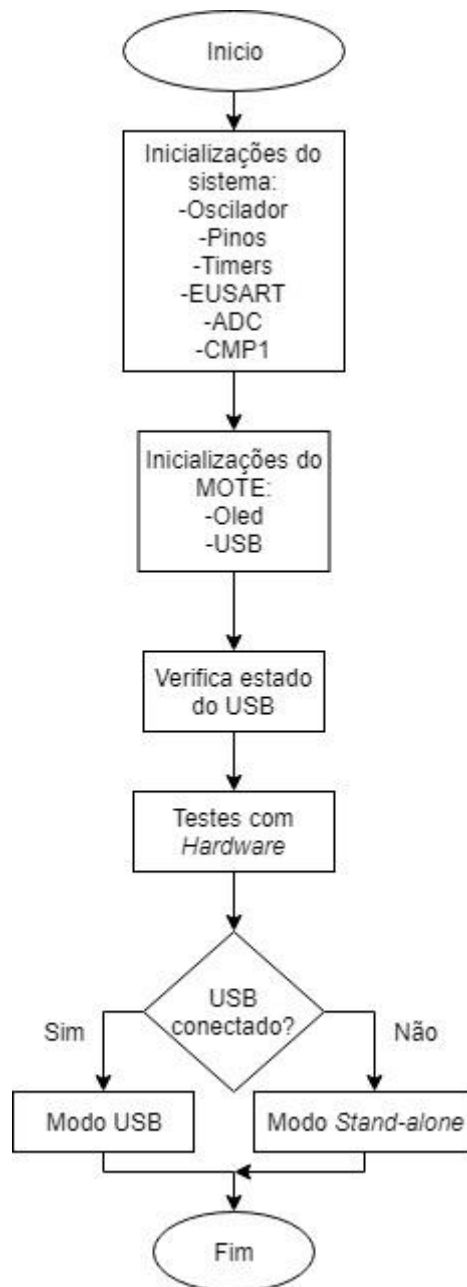 Inicio
Inicializações do
sistema:
-Oscilador
-Pinos
-Timers
-EUSART
-ADC
-CMP1
Inicializações do
MOTE:
-Oled
-USB
Verifica estado
do USB
Testes com
Hardware
USB
conectado?
Sim
Não
Modo USB
Modo Stand-alone
Fim